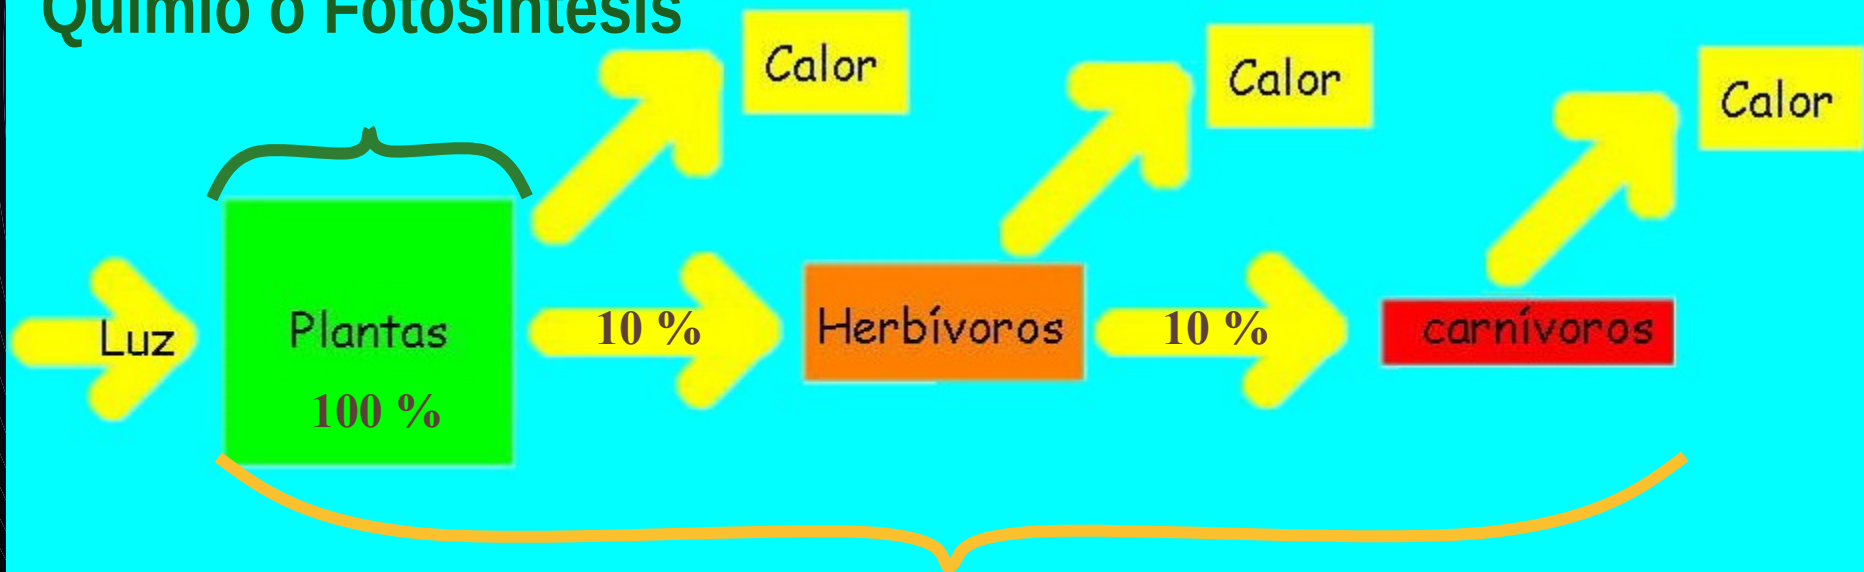 Quimio o Fotosíntesis
Calor
Calor
Calor
Luz
Plantas
100 %
10 %
Herbívoros
10 %
carnívoros